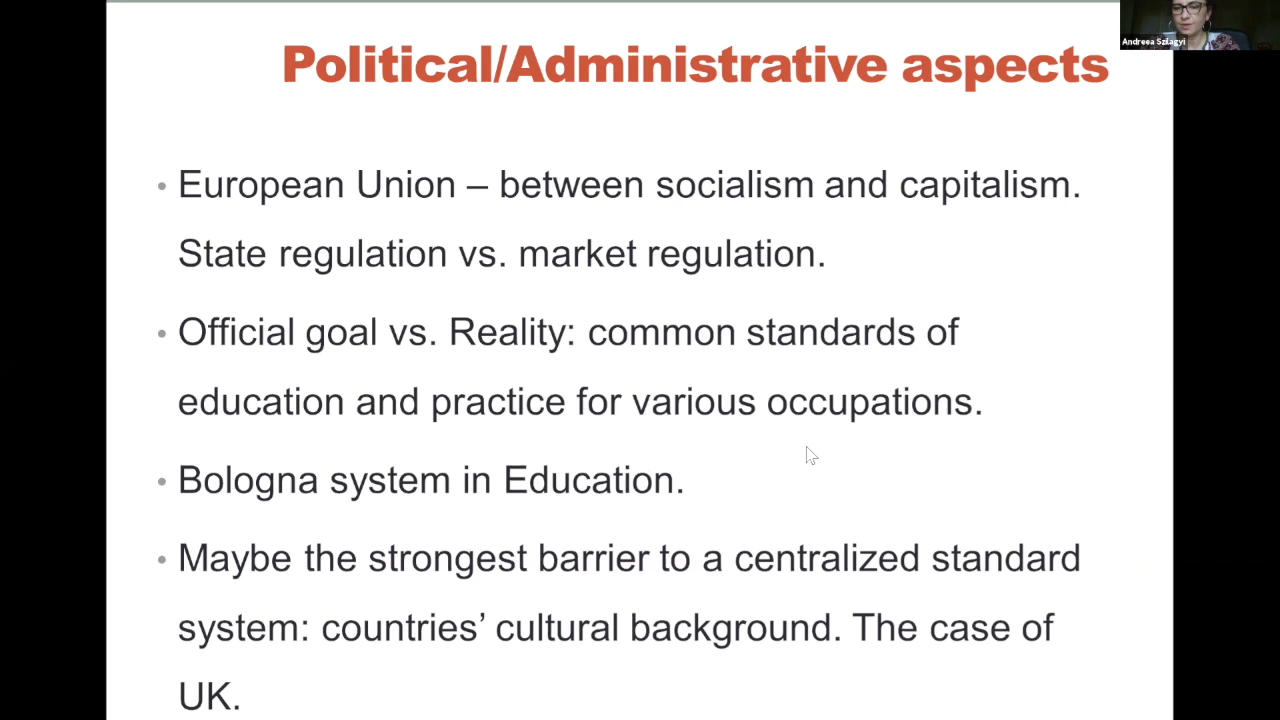 Political/Administrative aspects
Andreea Szilagyi
• European Union – between socialism and capitalism.
State regulation vs. market regulation.
• Official goal vs. Reality: common standards of
education and practice for various occupations.
• Bologna system in Education.
• Maybe the strongest barrier to a centralized standard
system: countries’ cultural background. The case of
UK.